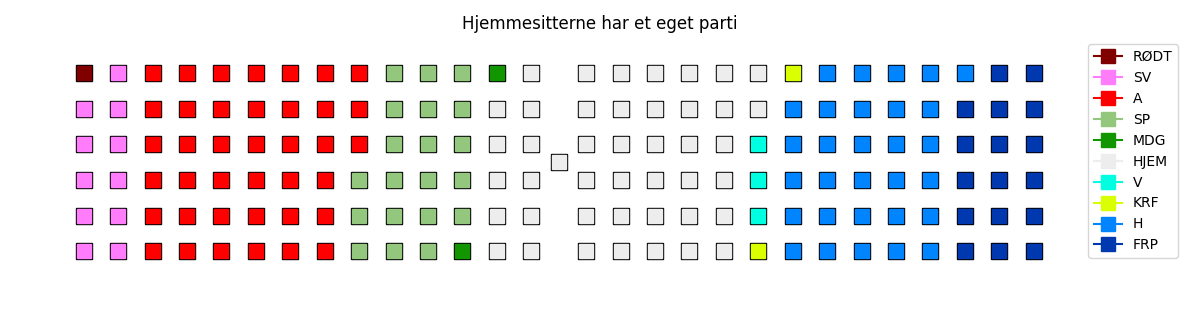 Hjemmesitterne har et eget parti
RØDT
SV
A
SP
MDG
HJEM
V
KRF
H
FRP